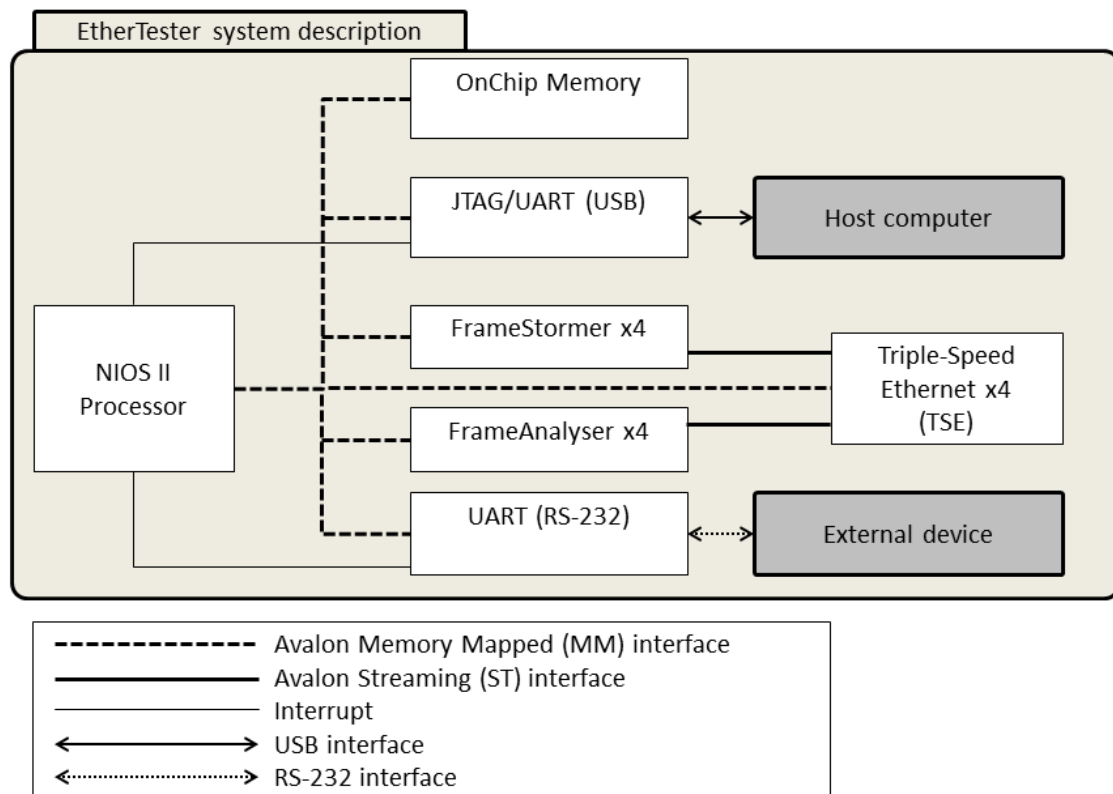 EtherTester system description
OnChip Memory
JTAG/UART (USB)
Host computer
FrameStormer x4
NIOS II
Processor
Triple-Speed
Ethernet x4
(TSE)
FrameAnalyser x4
UART (RS-232)
External device
Avalon Memory Mapped (MM) interface
Avalon Streaming (ST) interface
Interrupt
USB interface
RS-232 interface